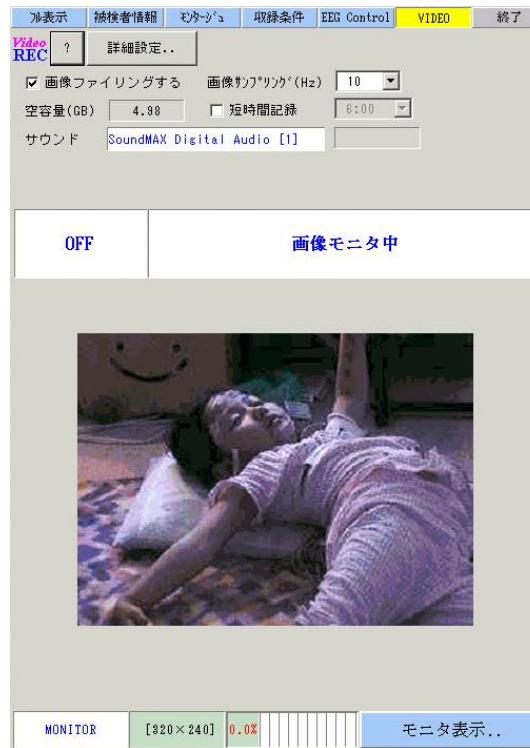 フル表示 被検者情報 モンタージュ 収録条件 EEG Control VIDEO 終了
Video REC ? 詳細設定..
画像ファイリングする 画像サンプリング(Hz) 10
空容量(GB) 4.98 短時間記録 6:00
サウンド SoundMAX Digital Audio [1]
OFF 画像モニタ中
MONITOR [320×240] 0.0% モニタ表示..